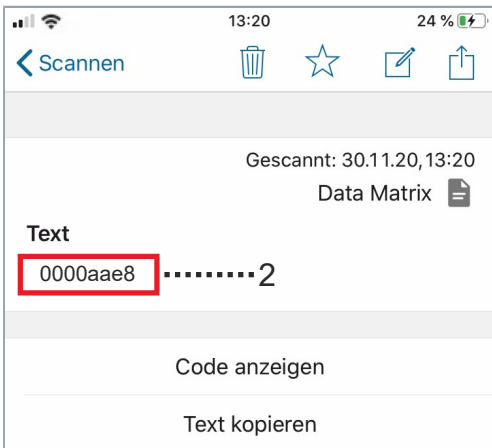 13:20
24 %
Scannen
Gescannt: 30.11.20,13:20
Data Matrix
Text
0000aae8 ········· 2
Code anzeigen
Text kopieren